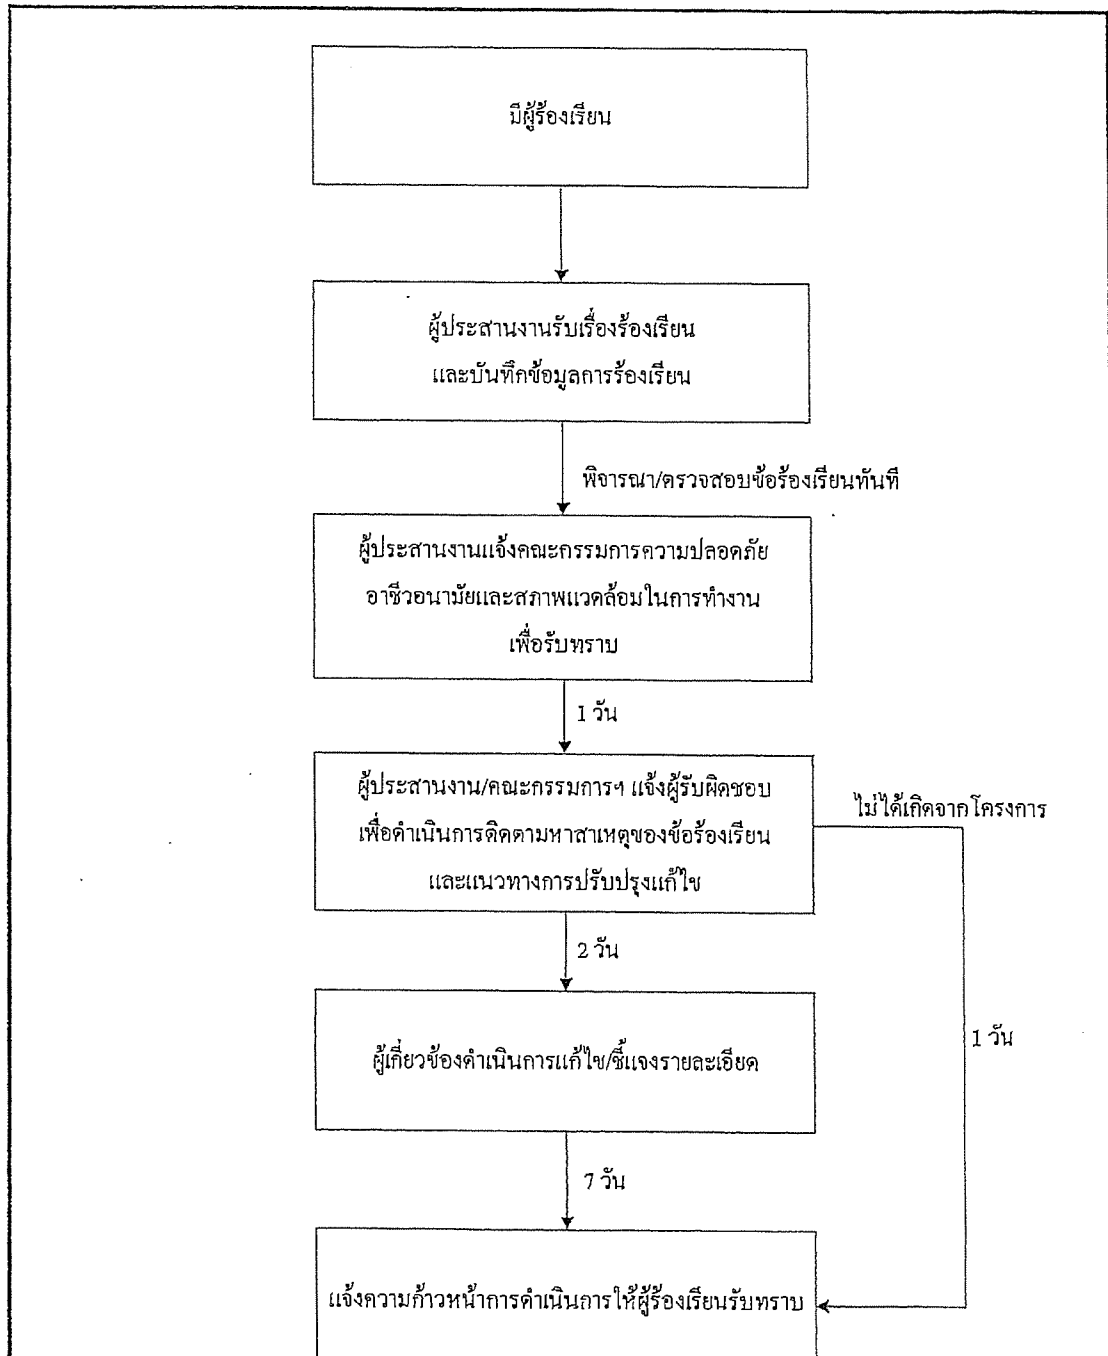 มีผู้ร้องเรียน
ผู้ประสานงานรับเรื่องร้องเรียน
และบันทึกข้อมูลการร้องเรียน
พิจารณา/ตรวจสอบข้อร้องเรียนทันที
ผู้ประสานงานแจ้งคณะกรรมการความปลอดภัย
อาชีวอนามัยและสภาพแวดล้อมในการทำงาน
เพื่อรับทราบ
1 วัน
ผู้ประสานงาน/คณะกรรมการฯ แจ้งผู้รับผิดชอบ
เพื่อดำเนินการติดตามหาสาเหตุของข้อร้องเรียน
และแนวทางการปรับปรุงแก้ไข
ไม่ได้เกิดจากโครงการ
2 วัน
1 วัน
ผู้เกี่ยวข้องดำเนินการแก้ไข/ชี้แจงรายละเอียด
7 วัน
แจ้งความก้าวหน้าการดำเนินการให้ผู้ร้องเรียนรับทราบ